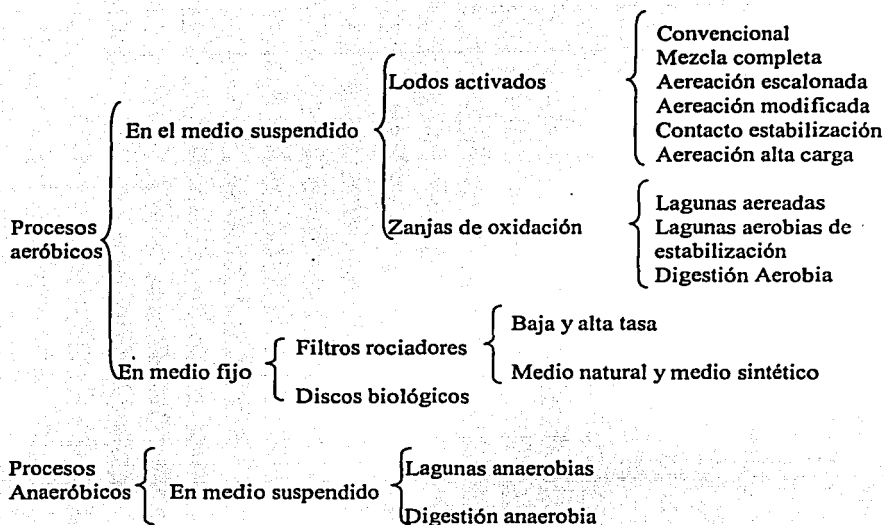 Procesos
aeróbicos
En el medio suspendido
Lodos activados
Convencional
Mezcla completa
Aereación escalonada
Aereación modificada
Contacto estabilización
Aereación alta carga
Zanjas de oxidación
Lagunas aereadas
Lagunas aerobias de
estabilización
Digestión Aerobia
En medio fijo
Filtros rociadores
Baja y alta tasa
Medio natural y medio sintético
Discos biológicos
Procesos
Anaeróbicos
En medio suspendido
Lagunas anaerobias
Digestión anaerobia